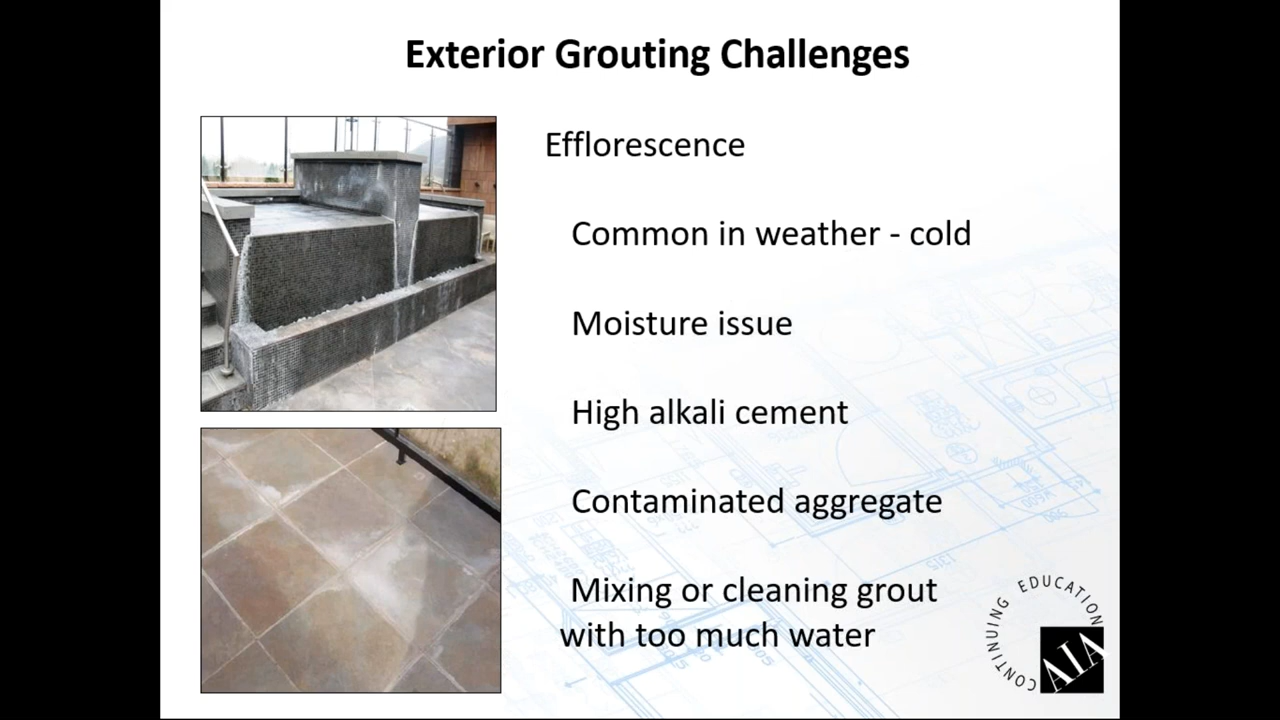 Exterior Grouting Challenges
Efflorescence
Common in weather - cold
Moisture issue
High alkali cement
Contaminated aggregate
Mixing or cleaning grout
with too much water
CONTINUING EDUCATION
AIA